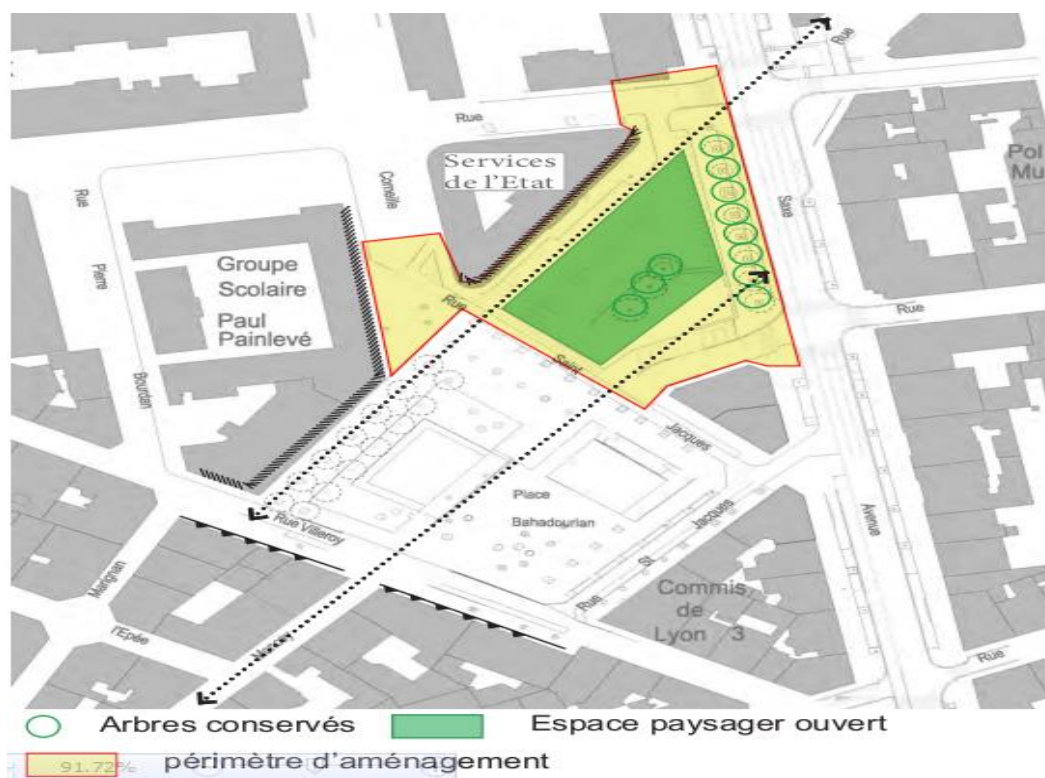 Rue
Rue
Services
de l'Etat
Pol
Mu
Rue
Corneille
Saxe
Groupe
Scolaire
Paul
Painlevé
Pierre
Rue
Rue
Bourdan
Saint
Jacques
Place
Bahadourian
Jacques
St
Rue
Avenue
Rue Villeroy
Marignan
l'Epée
Commis
de
Lyon 3
Rue
Arbres conservés
Espace paysager ouvert
91.72%
périmètre d'aménagement